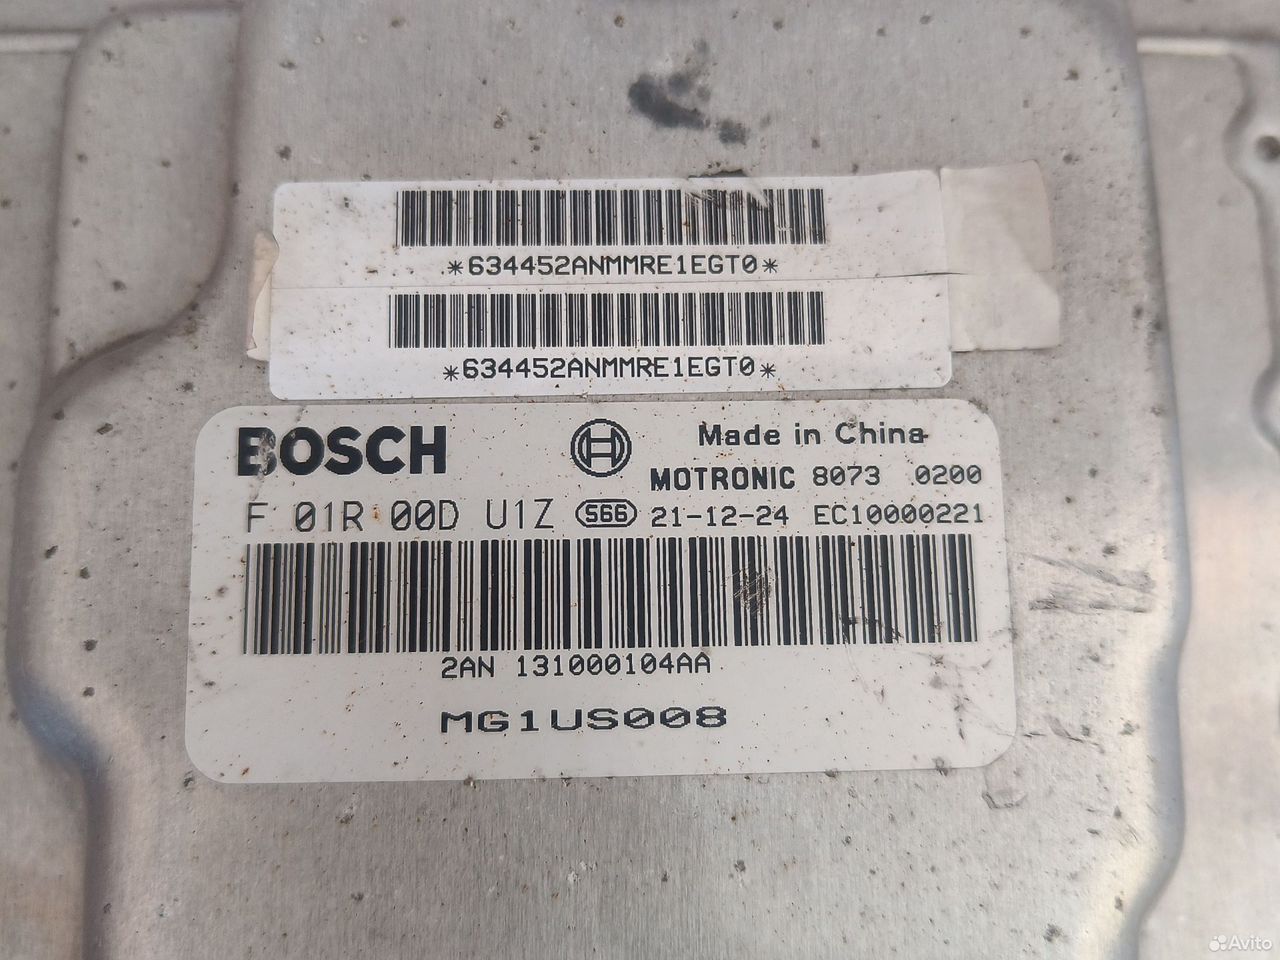 *634452ANMMRE1EGT0*
*634452ANMMRE1EGT0*
BOSCH
Made in China
MOTRONIC 8073 0200
F 01R 00D U1Z 566 21-12-24 EC10000221
2AN 131000104AA
MG1US008
Avito